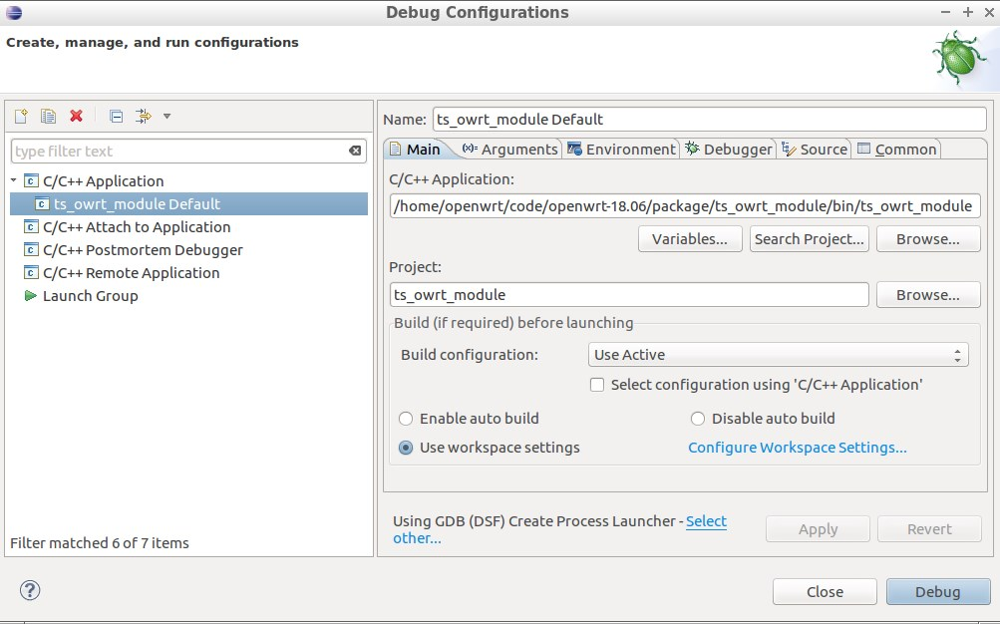 Debug Configurations
Create, manage, and run configurations
type filter text
C/C++ Application
ts_owrt_module Default
C/C++ Attach to Application
C/C++ Postmortem Debugger
C/C++ Remote Application
Launch Group
Filter matched 6 of 7 items
Name: ts_owrt_module Default
Main (x)= Arguments Environment Debugger Source Common
C/C++ Application:
/home/openwrt/code/openwrt-18.06/package/ts_owrt_module/bin/ts_owrt_module
Variables... Search Project... Browse...
Project:
ts_owrt_module Browse...
Build (if required) before launching
Build configuration: Use Active
Select configuration using 'C/C++ Application'
Enable auto build Disable auto build
Use workspace settings Configure Workspace Settings...
Using GDB (DSF) Create Process Launcher - Select
other...
Apply Revert
? Close Debug